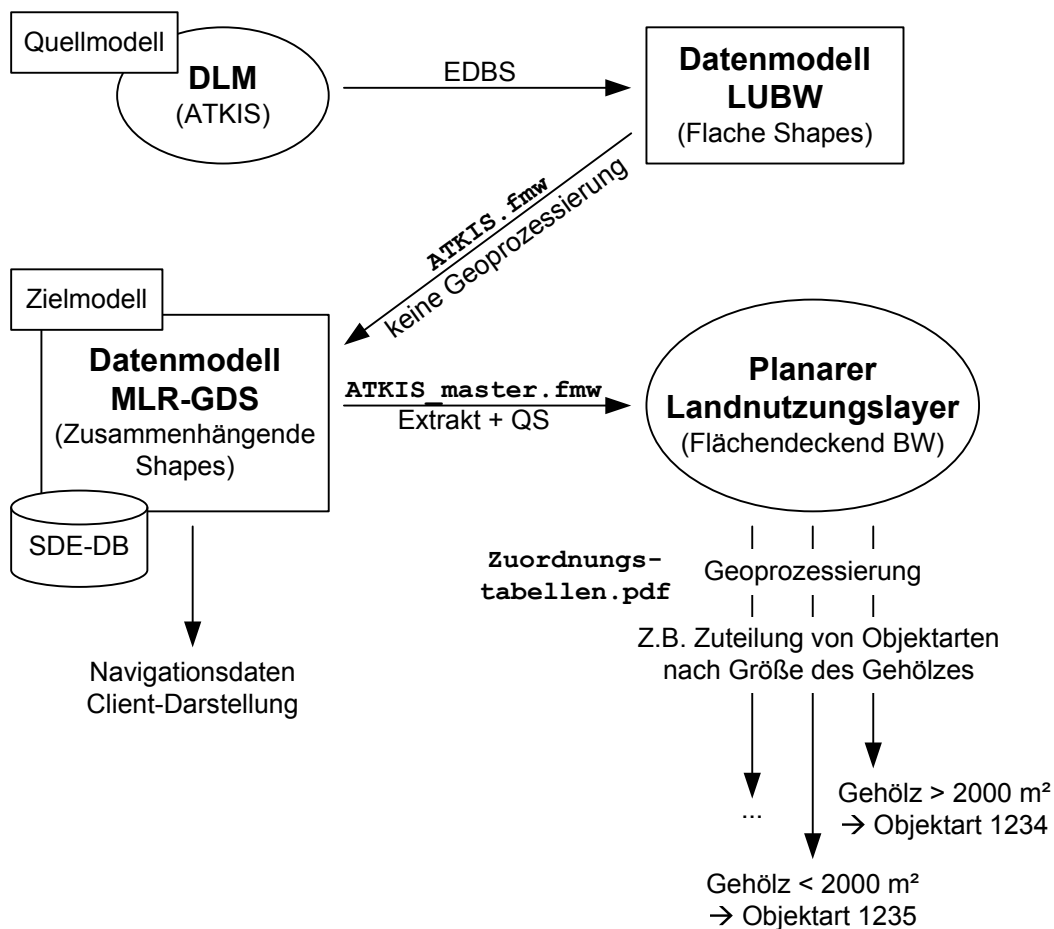 Quellmodell
DLM
(ATKIS)
EDBS
Datenmodell
LUBW
(Flache Shapes)
ATKIS.fmw
keine Geoprozessierung
Zielmodell
Datenmodell
MLR-GDS
(Zusammenhängende
Shapes)
SDE-DB
ATKIS_master.fmw
Extrakt + QS
Planarer
Landnutzungslayer
(Flächendeckend BW)
Navigationsdaten
Client-Darstellung
Zuordnungs-
tabellen.pdf
Geoprozessierung
Z.B. Zuteilung von Objektarten
nach Größe des Gehölzes
...
Gehölz > 2000 m²
→ Objektart 1234
Gehölz < 2000 m²
→ Objektart 1235